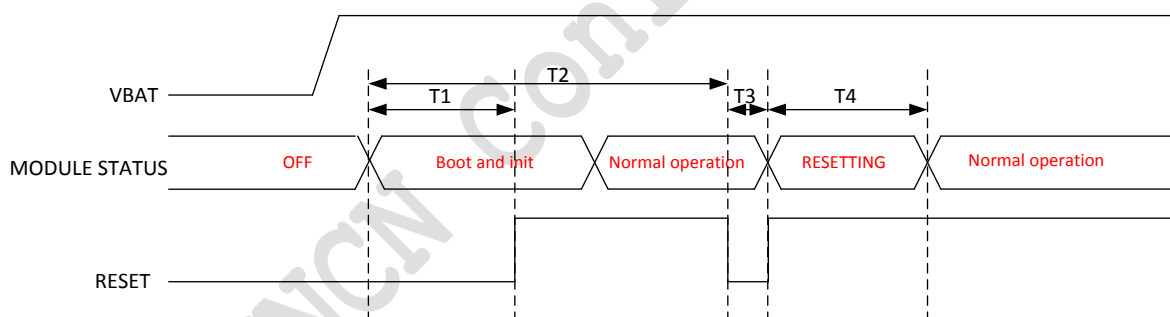 VBAT
T2
T1
T3
T4
MODULE STATUS
OFF
Boot and init
Normal operation
RESETTING
Normal operation
RESET